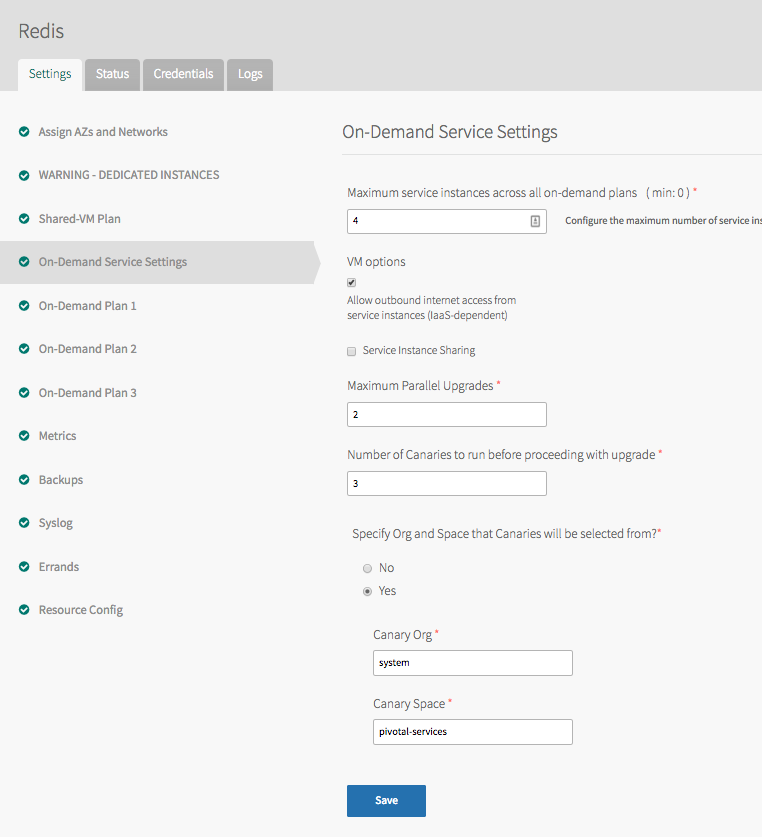 Redis
Settings
Status
Credentials
Logs
Assign AZs and Networks
WARNING - DEDICATED INSTANCES
Shared-VM Plan
On-Demand Service Settings
On-Demand Plan 1
On-Demand Plan 2
On-Demand Plan 3
Metrics
Backups
Syslog
Errands
Resource Config
On-Demand Service Settings
Maximum service instances across all on-demand plans ( min: 0 ) *
4
Configure the maximum number of service ins
VM options
Allow outbound internet access from
service instances (IaaS-dependent)
Service Instance Sharing
Maximum Parallel Upgrades *
2
Number of Canaries to run before proceeding with upgrade *
3
Specify Org and Space that Canaries will be selected from?*
No
Yes
Canary Org *
system
Canary Space *
pivotal-services
Save